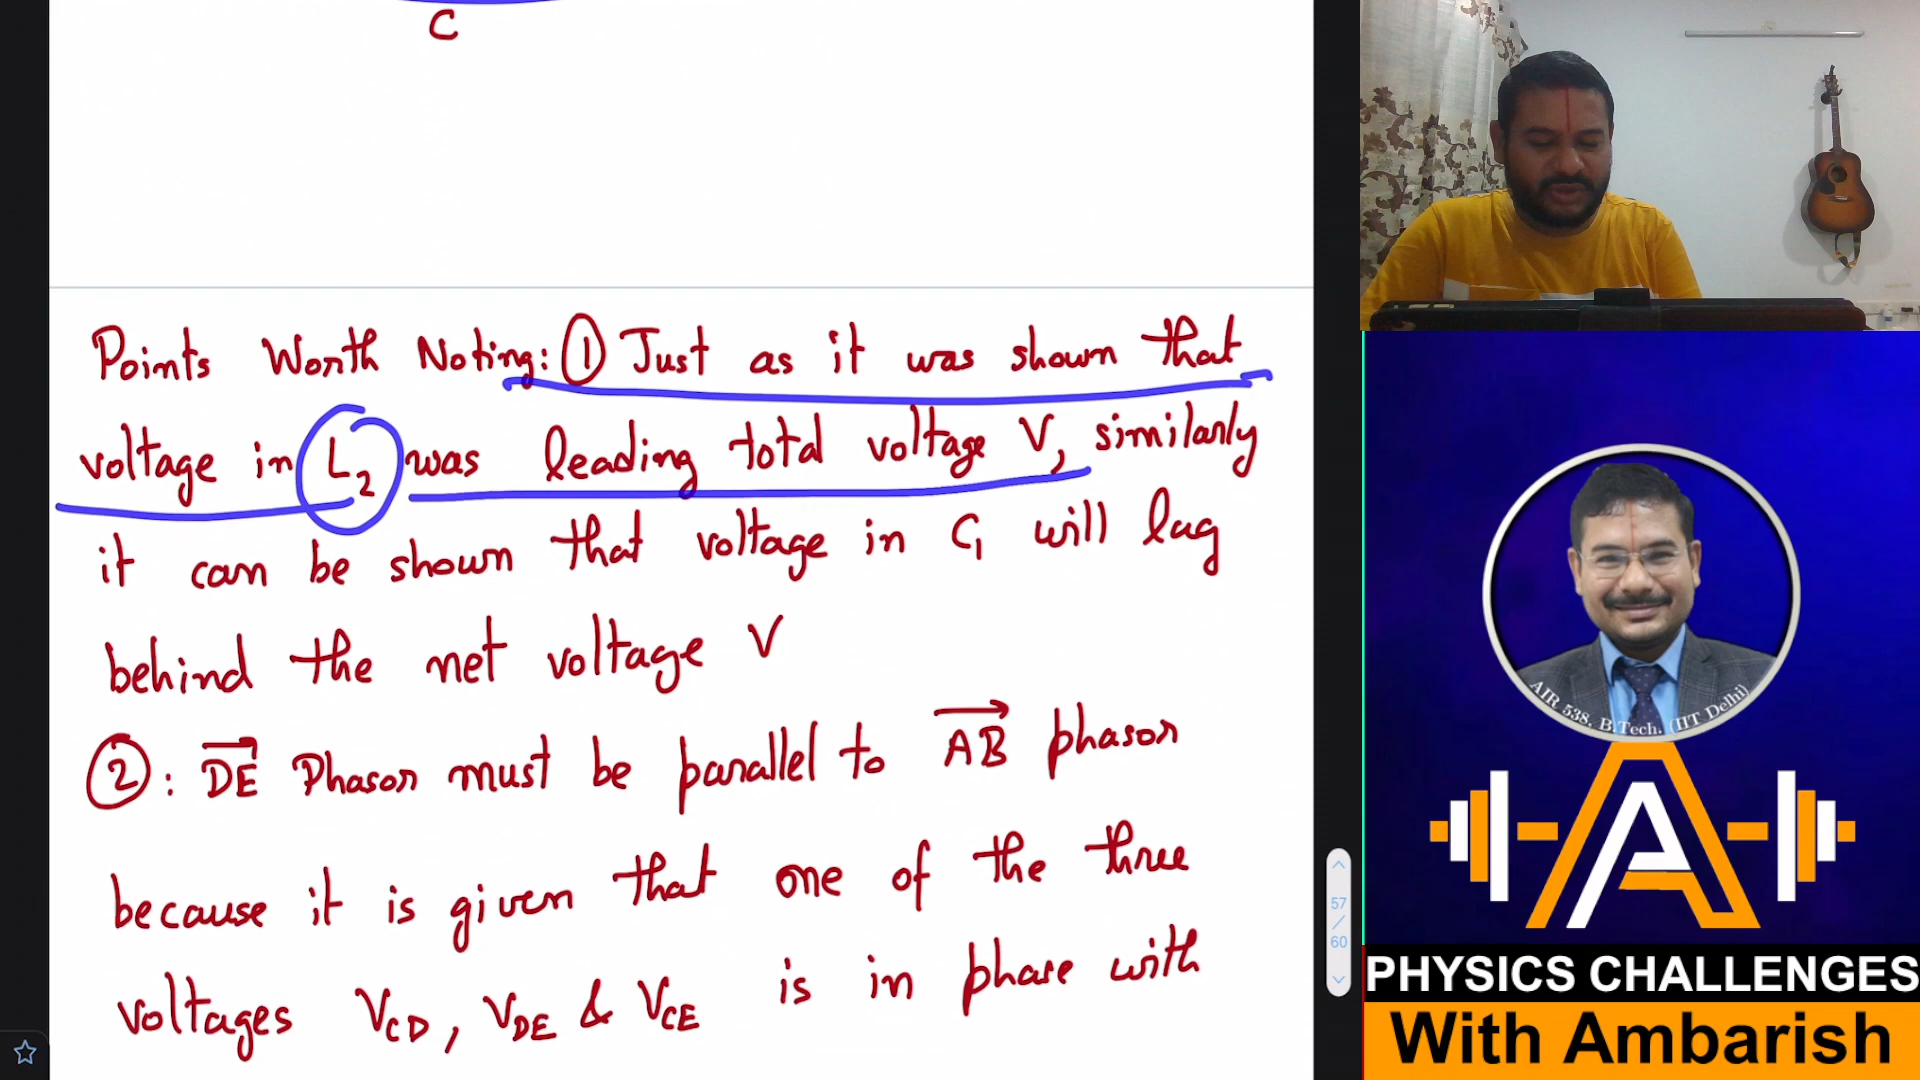 C
Points Worth Noting: ① Just as it was shown that
voltage in L₂ was leading total voltage V, similarly
it can be shown that voltage in C₁ will lag
behind the net voltage V
②: DE Phasor must be parallel to AB phasor
because it is given that one of the three
voltages V_CD, V_DE & V_CE is in phase with
57
/
60
AIR 538, B.Tech. (IIT Delhi)
A
PHYSICS CHALLENGES
With Ambarish